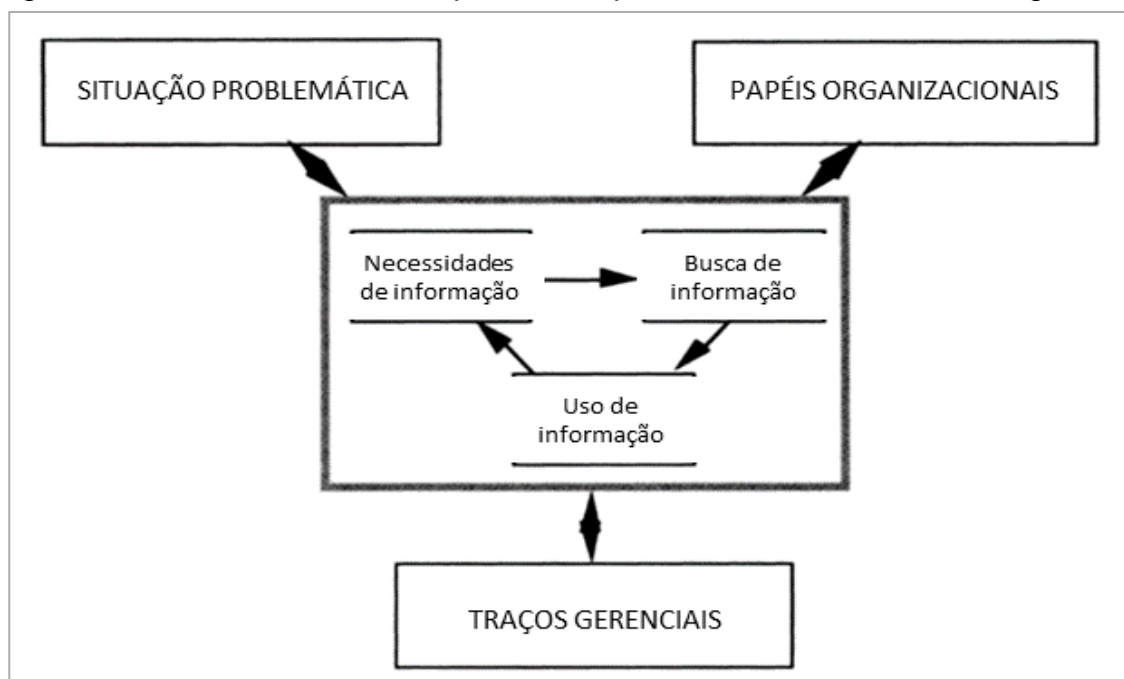 SITUAÇÃO PROBLEMÁTICA
PAPÉIS ORGANIZACIONAIS
Necessidades
de informação
Busca de
informação
Uso de
informação
TRAÇOS GERENCIAIS